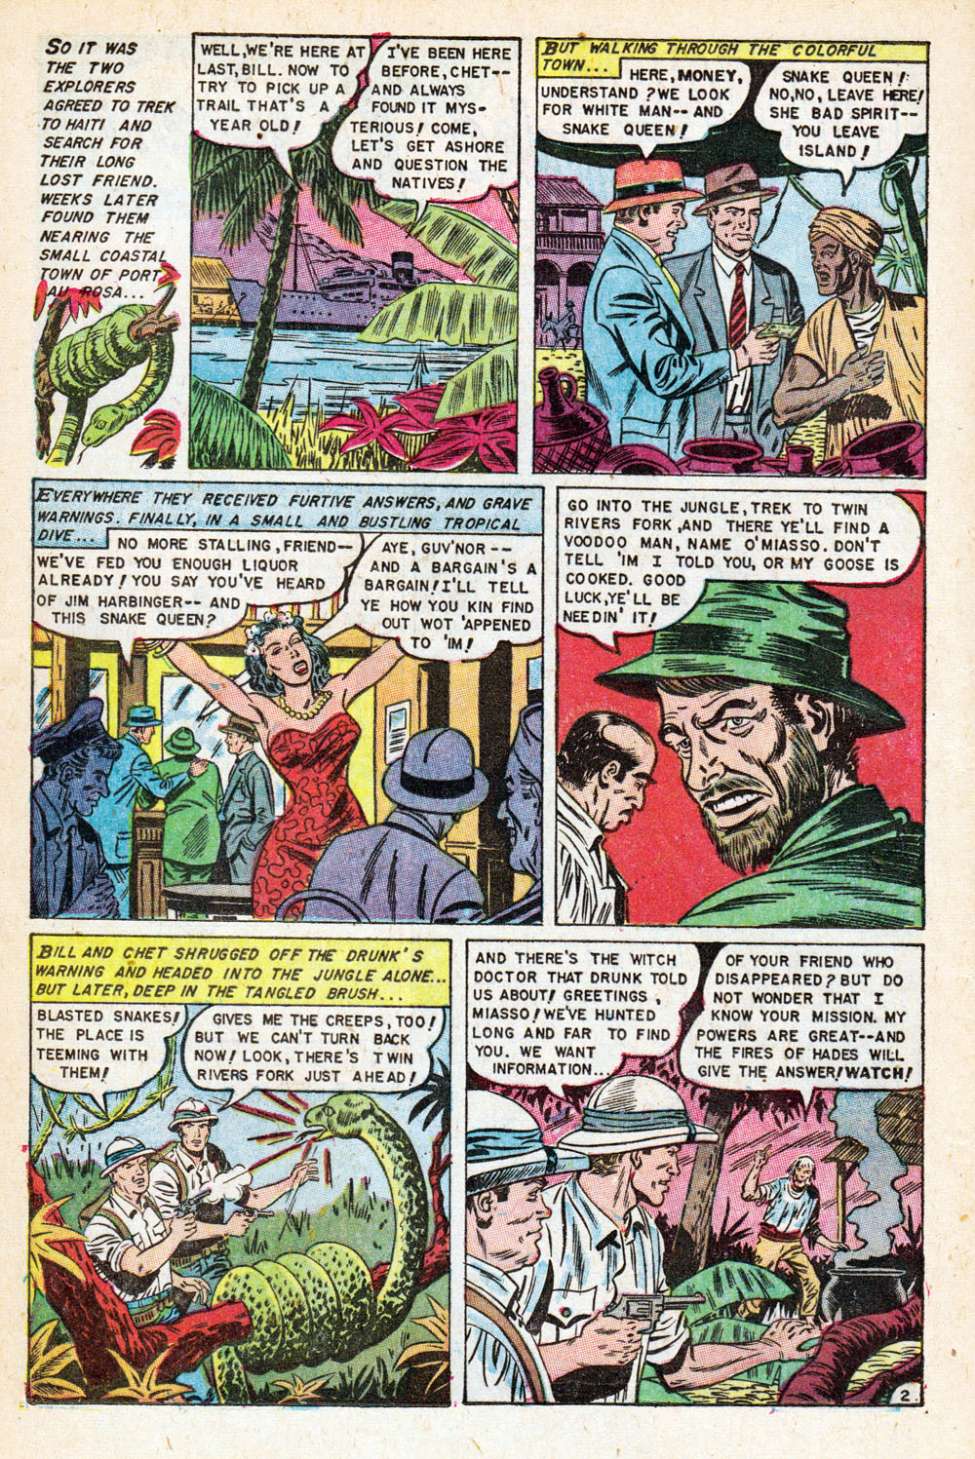 SO IT WAS
THE TWO
EXPLORERS
AGREED TO TREK
TO HAITI AND
SEARCH FOR
THEIR LONG
LOST FRIEND.
WEEKS LATER
FOUND THEM
NEARING THE
SMALL COASTAL
TOWN OF PORT
AU ROSA...
WELL, WE'RE HERE AT
LAST, BILL. NOW TO
TRY TO PICK UP A
TRAIL THAT'S A
YEAR OLD!
I'VE BEEN HERE
BEFORE, CHET--
AND ALWAYS
FOUND IT MYS-
TERIOUS! COME,
LET'S GET ASHORE
AND QUESTION THE
NATIVES!
BUT WALKING THROUGH THE COLORFUL
TOWN...
HERE, MONEY,
UNDERSTAND? WE LOOK
FOR WHITE MAN--AND
SNAKE QUEEN!
SNAKE QUEEN!
NO, NO, LEAVE HERE!
SHE BAD SPIRIT--
YOU LEAVE
ISLAND!
EVERYWHERE THEY RECEIVED FURTIVE ANSWERS, AND GRAVE
WARNINGS. FINALLY, IN A SMALL AND BUSTLING TROPICAL
DIVE...
NO MORE STALLING, FRIEND--
WE'VE FED YOU ENOUGH LIQUOR
ALREADY! YOU SAY YOU'VE HEARD
OF JIM HARBINGER-- AND
THIS SNAKE QUEEN?
AYE, GUV'NOR --
AND A BARGAIN'S A
BARGAIN! I'LL TELL
YE HOW YOU KIN FIND
OUT WOT 'APPENED
TO 'IM!
GO INTO THE JUNGLE, TREK TO TWIN
RIVERS FORK, AND THERE YE'LL FIND A
VOODOO MAN, NAME O'MIASSO. DON'T
TELL 'IM I TOLD YOU, OR MY GOOSE IS
COOKED. GOOD
LUCK, YE'LL BE
NEEDIN' IT!
BILL AND CHET SHRUGGED OFF THE DRUNK'S
WARNING AND HEADED INTO THE JUNGLE ALONE...
BUT LATER, DEEP IN THE TANGLED BRUSH...
BLASTED SNAKES!
THE PLACE IS
TEEMING WITH
THEM!
GIVES ME THE CREEPS, TOO!
BUT WE CAN'T TURN BACK
NOW! LOOK, THERE'S TWIN
RIVERS FORK JUST AHEAD!
AND THERE'S THE WITCH
DOCTOR THAT DRUNK TOLD
US ABOUT! GREETINGS,
MIASSO! WE'VE HUNTED
LONG AND FAR TO FIND
YOU. WE WANT
INFORMATION...
OF YOUR FRIEND WHO
DISAPPEARED? BUT DO
NOT WONDER THAT I
KNOW YOUR MISSION. MY
POWERS ARE GREAT--AND
THE FIRES OF HADES WILL
GIVE THE ANSWER! WATCH!
2